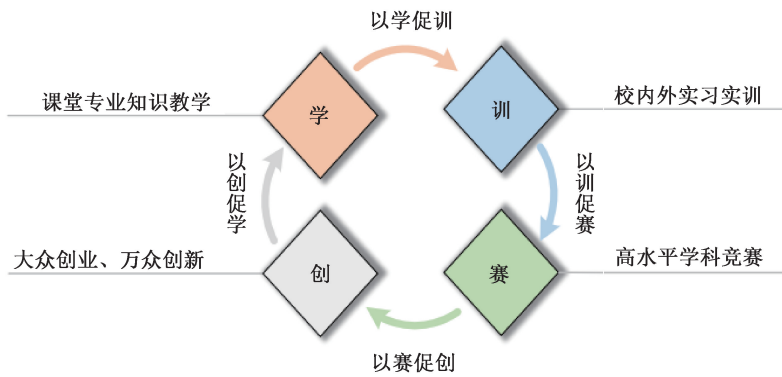 以学促训
课堂专业知识教学
学
训
校内外实习实训
以创促学
以训促赛
大众创业、万众创新
创
赛
高水平学科竞赛
以赛促创